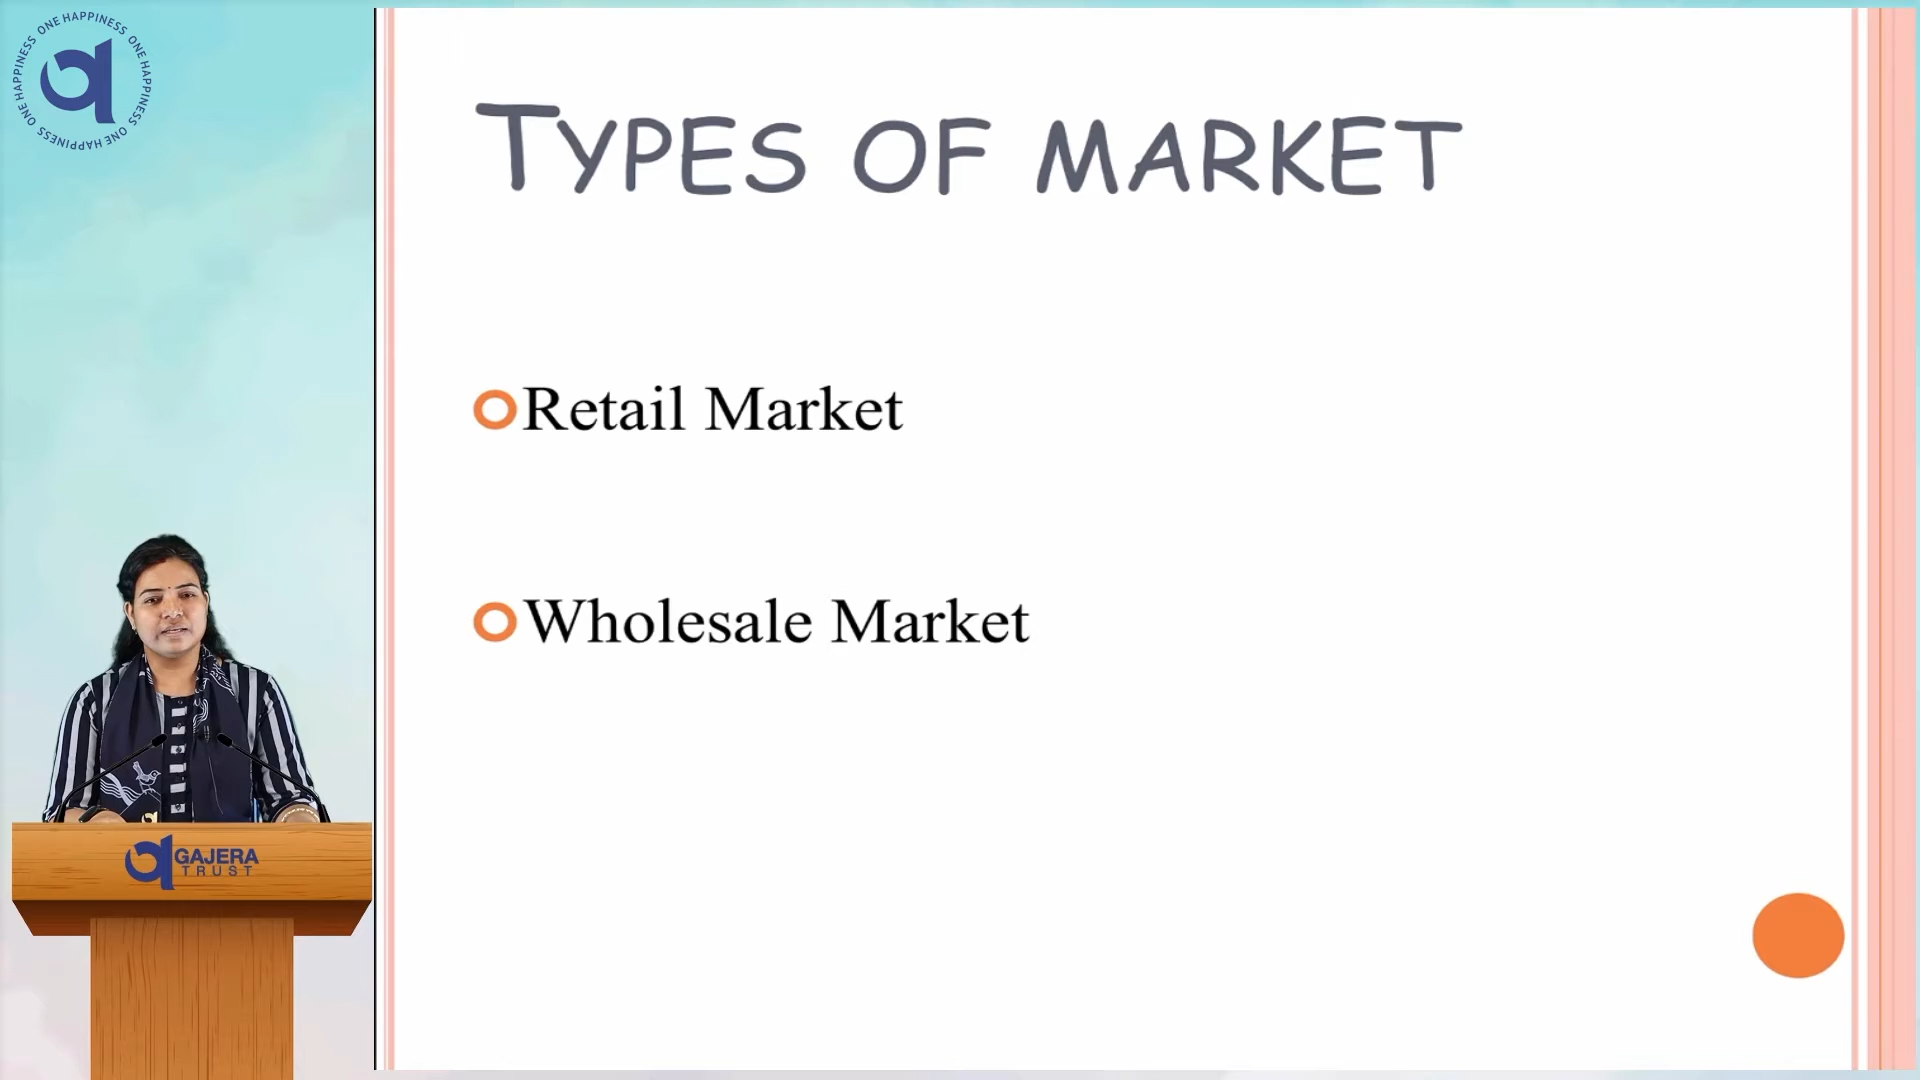 ONE HAPPINESS ONE HAPPINESS ONE HAPPINESS ONE HAPPINESS
TYPES OF MARKET
Retail Market
Wholesale Market
GAJERA
TRUST